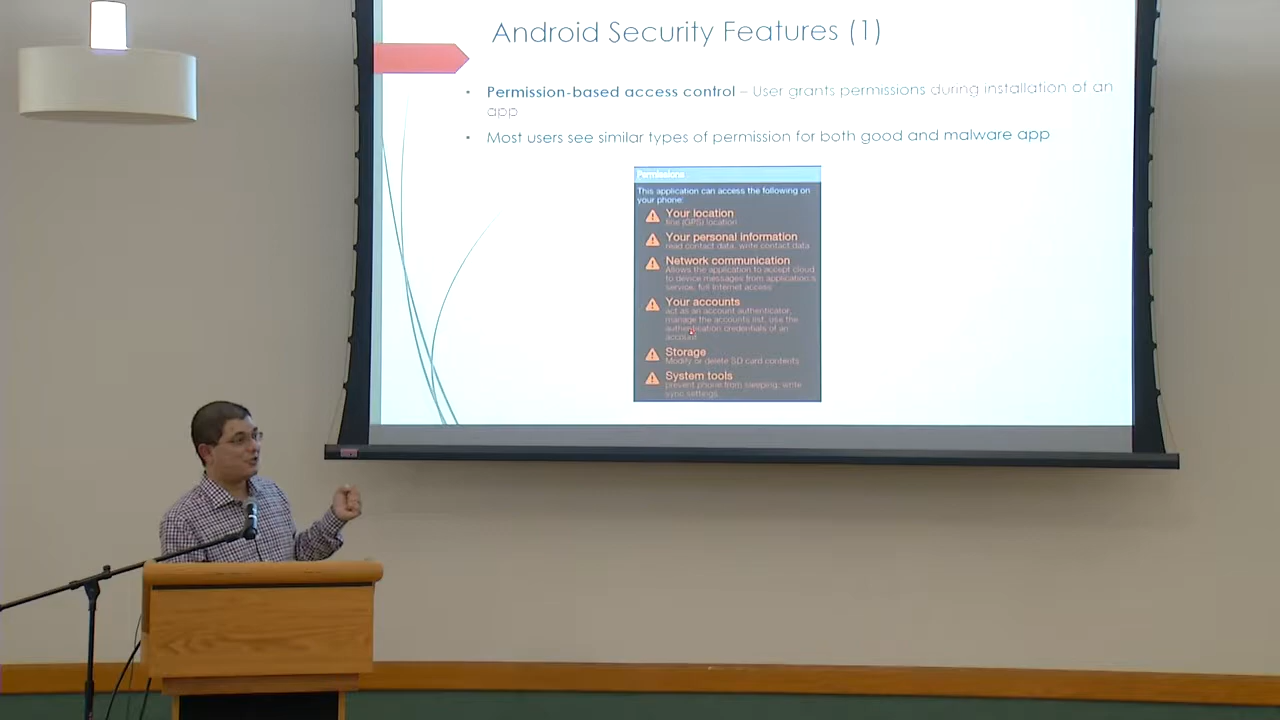 Android Security Features (1)
• Permission-based access control – User grants permissions during installation of an
app
• Most users see similar types of permission for both good and malware app
Permissions
This application can access the following on
your phone:
Your location
fine (GPS) location
Your personal information
read contact data, write contact data
Network communication
Allows the application to accept cloud
to device messages from application's
service, full Internet access
Your accounts
act as an account authenticator,
manage the accounts list, use the
authentication credentials of an
account
Storage
Modify or delete SD card contents
System tools
prevent phone from sleeping, write
sync settings